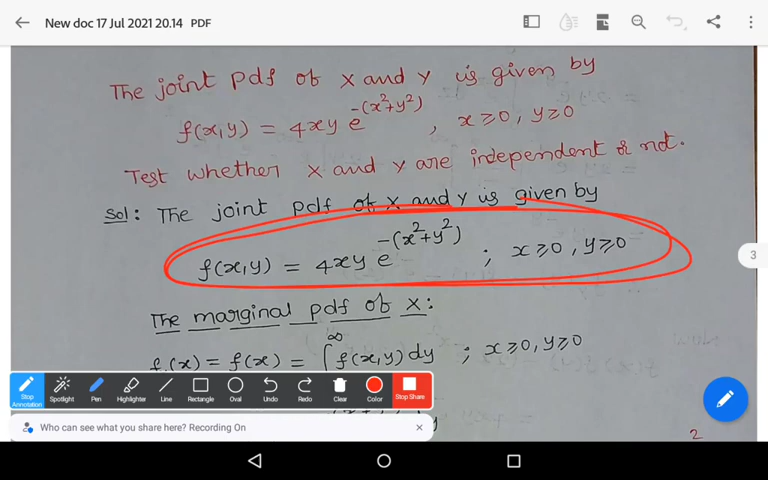 New doc 17 Jul 2021 20.14 PDF
The joint pdf of X and Y is given by
f(x,y) = 4xy e^-(x²+y²) , x ≥ 0, y ≥ 0
Test whether X and Y are independent or not.
Sol: The joint pdf of X and Y is given by
f(x,y) = 4xy e^-(x²+y²) ; x ≥ 0, y ≥ 0
3
The marginal pdf of X:
f(x) = f(x) = ∫^∞ f(x,y) dy ; x ≥ 0, y ≥ 0
Stop Annotation Spotlight Pen Highlighter Line Rectangle Oval Undo Redo Clear Color Stop Share
Who can see what you share here? Recording On
2